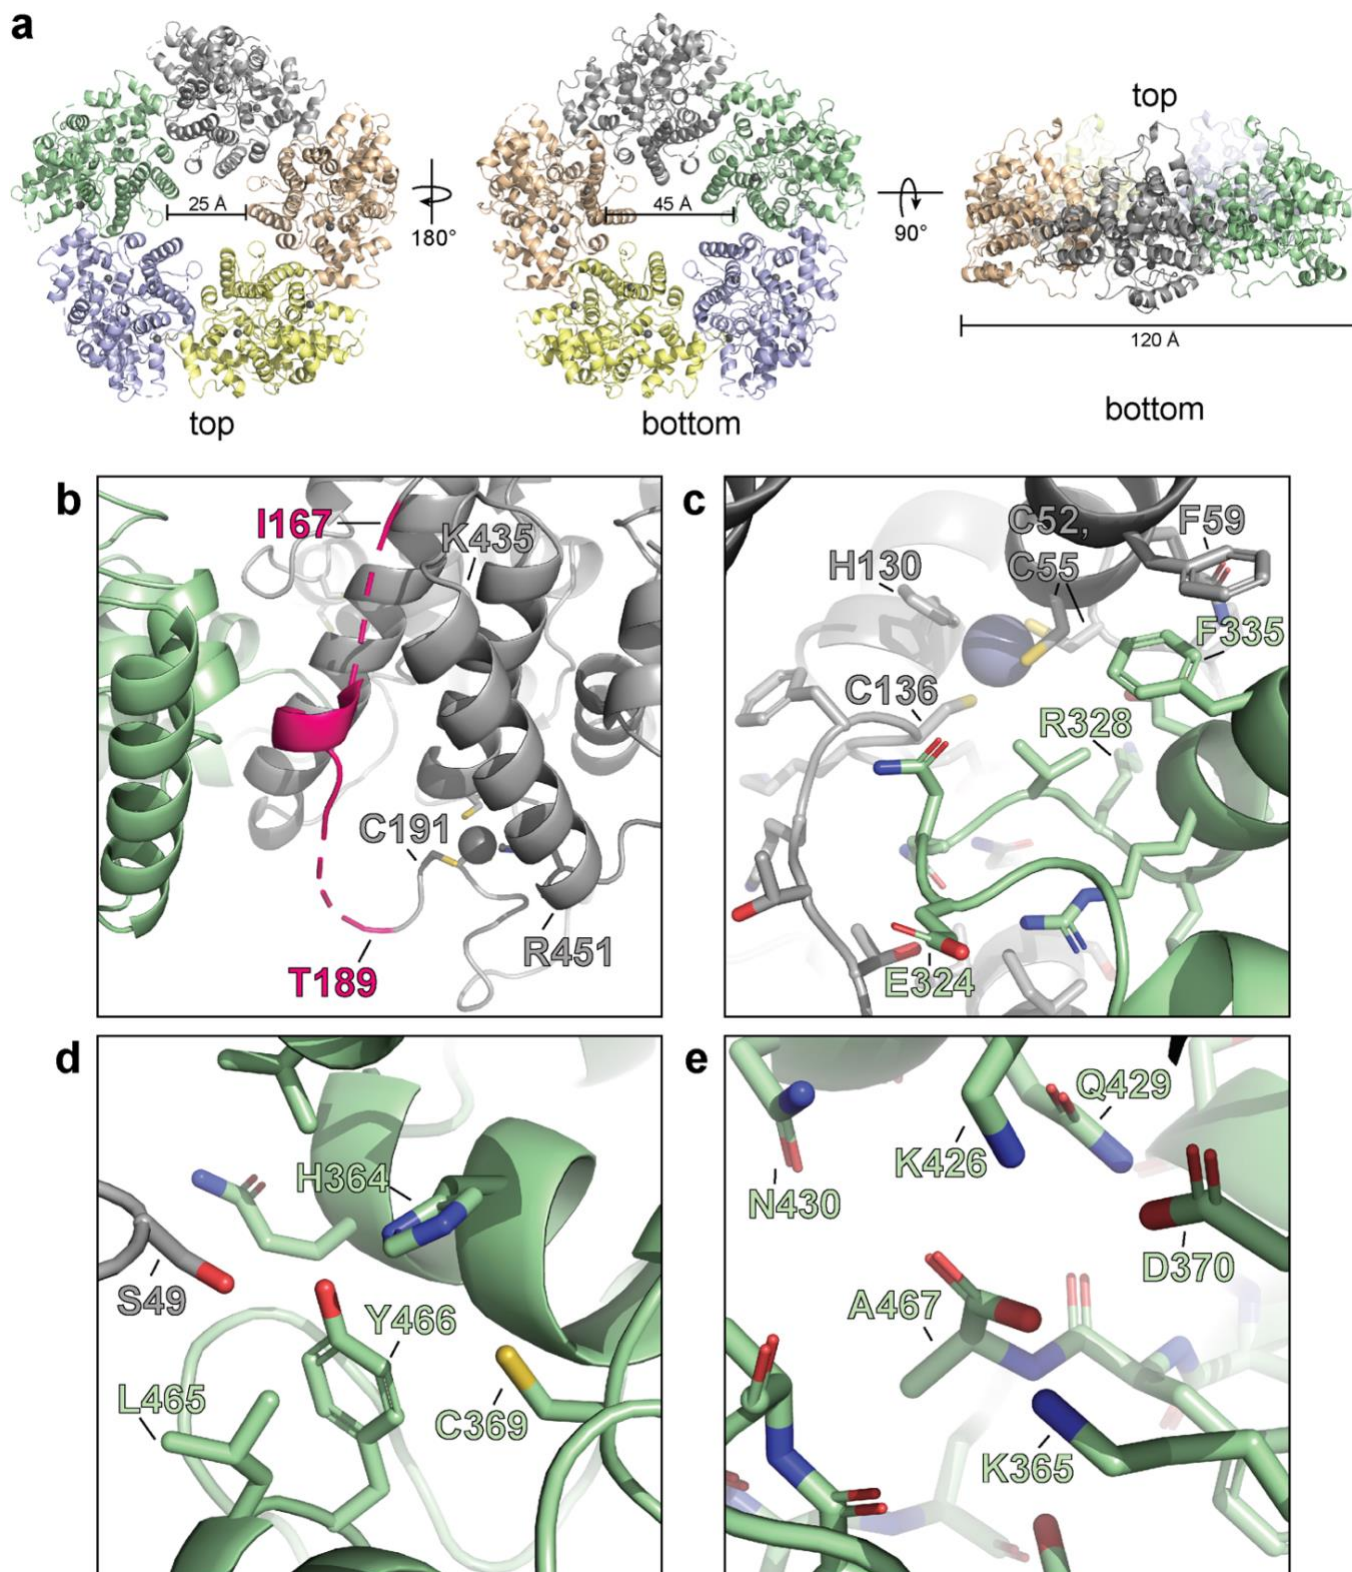 a
top
25 Å
45 Å
180°
90°
120 Å
top
bottom
bottom
b
I167
K435
C191
R451
T189
c
C52,
F59
H130
C55
F335
C136
R328
E324
d
H364
S49
Y466
L465
C369
e
Q429
K426
N430
D370
A467
K365